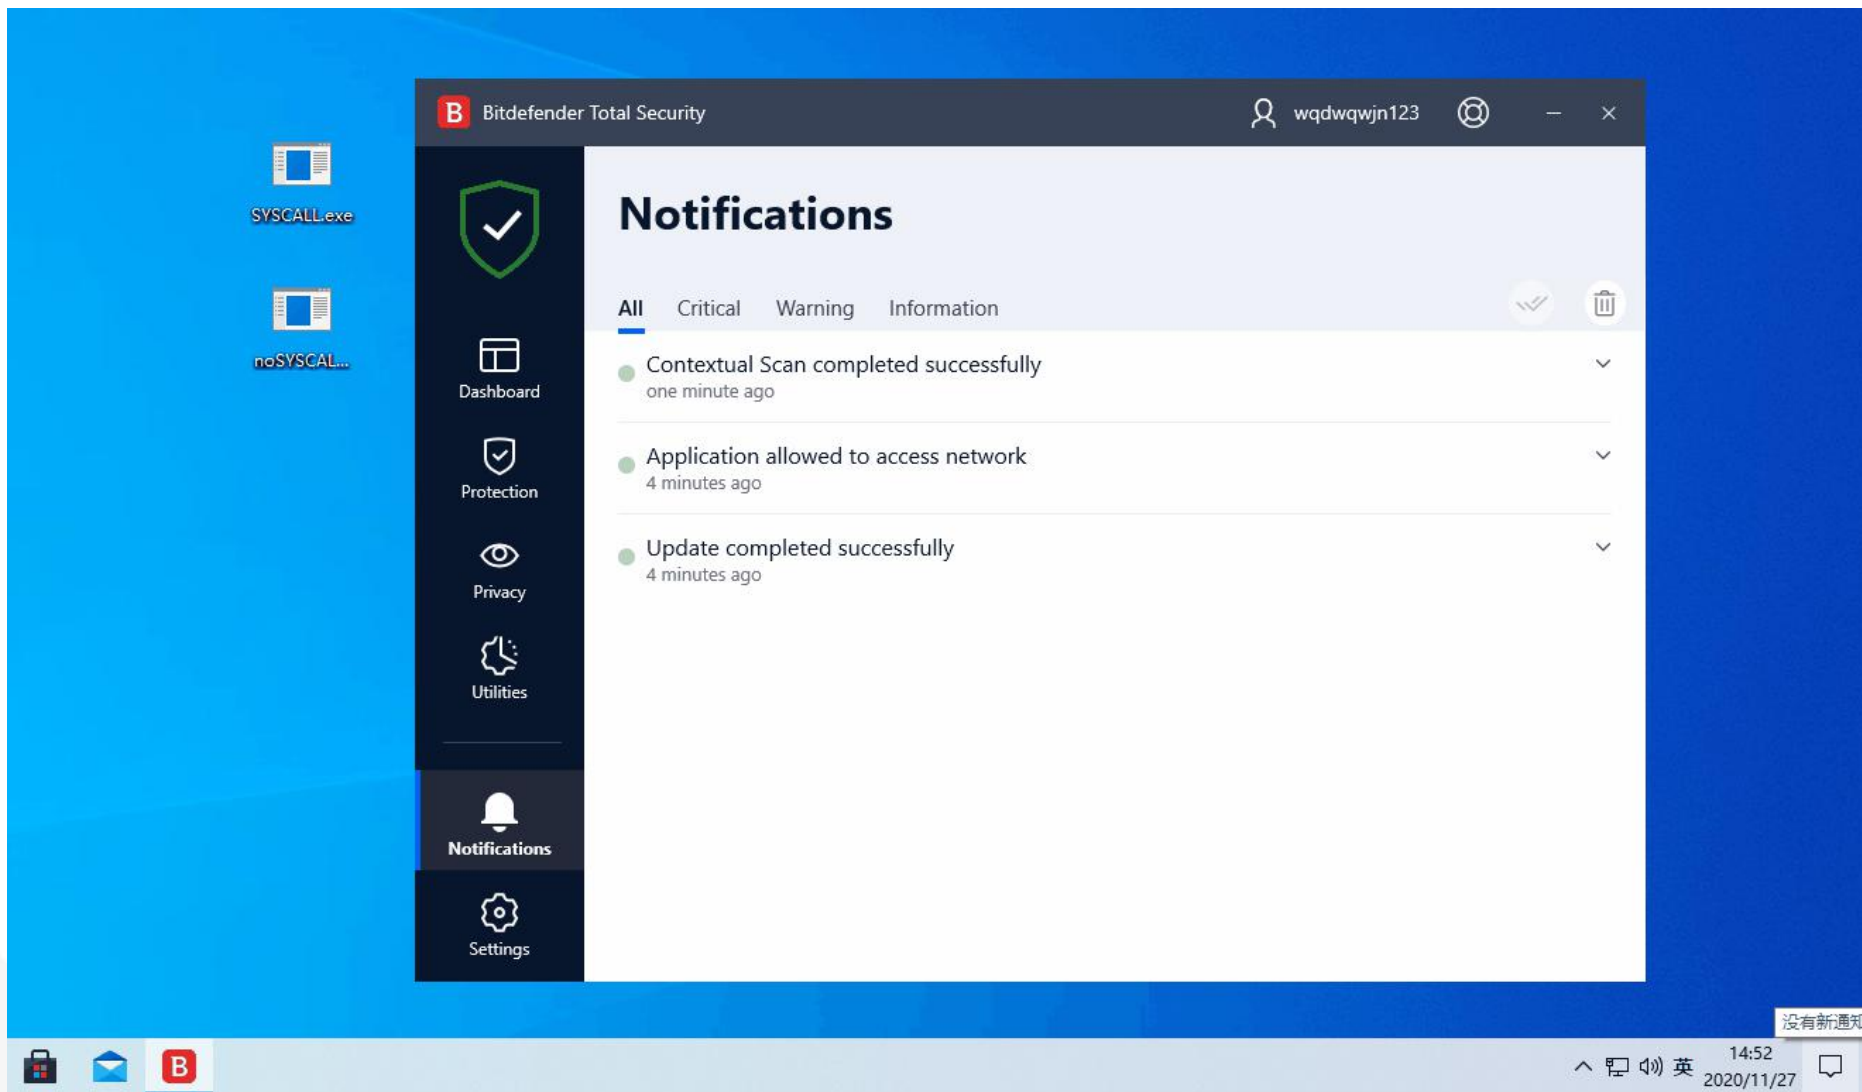 SYSCALL.exe
noSYSCAL...
B Bitdefender Total Security
wqdwqwjn123
Dashboard
Protection
Privacy
Utilities
Notifications
Settings
Notifications
All Critical Warning Information
Contextual Scan completed successfully
one minute ago
Application allowed to access network
4 minutes ago
Update completed successfully
4 minutes ago
没有新通知
B
英
14:52
2020/11/27